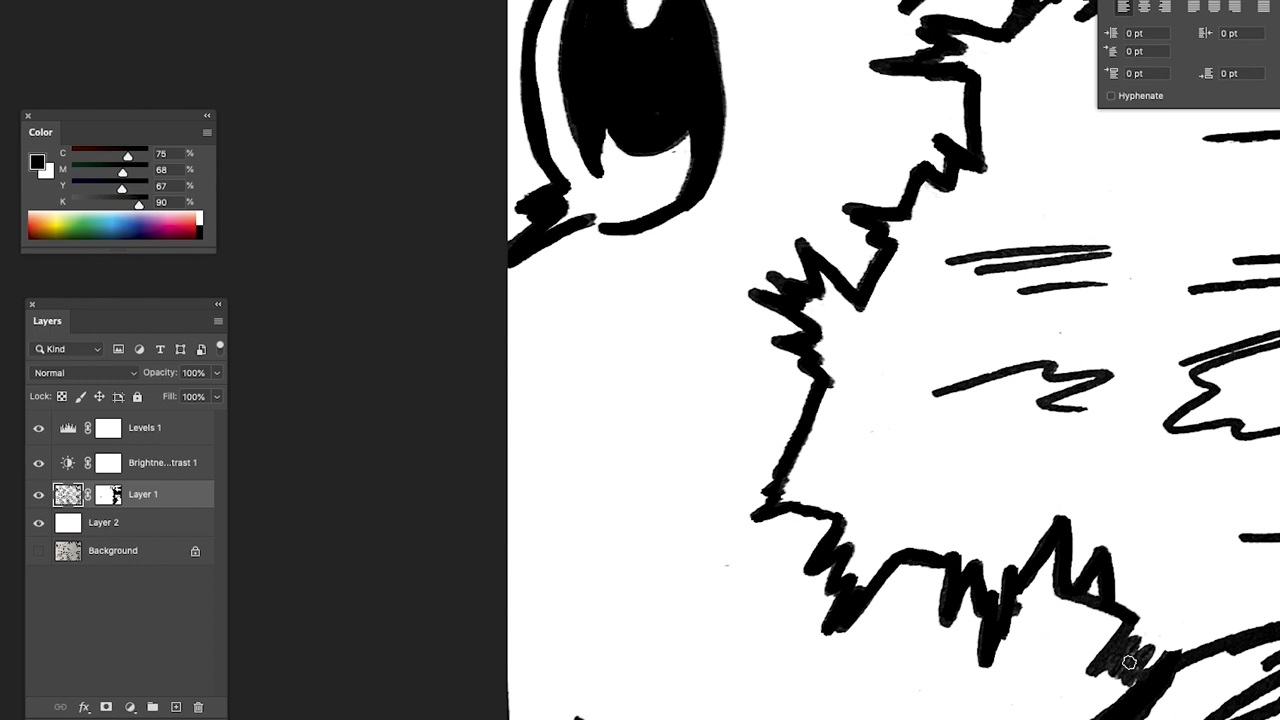 0 pt 0 pt
0 pt
0 pt 0 pt
Hyphenate
Color
C 75 %
M 68 %
Y 67 %
K 90 %
Layers
Kind
Normal Opacity: 100%
Lock: Fill: 100%
Levels 1
Brightne...trast 1
Layer 1
Layer 2
Background
fx